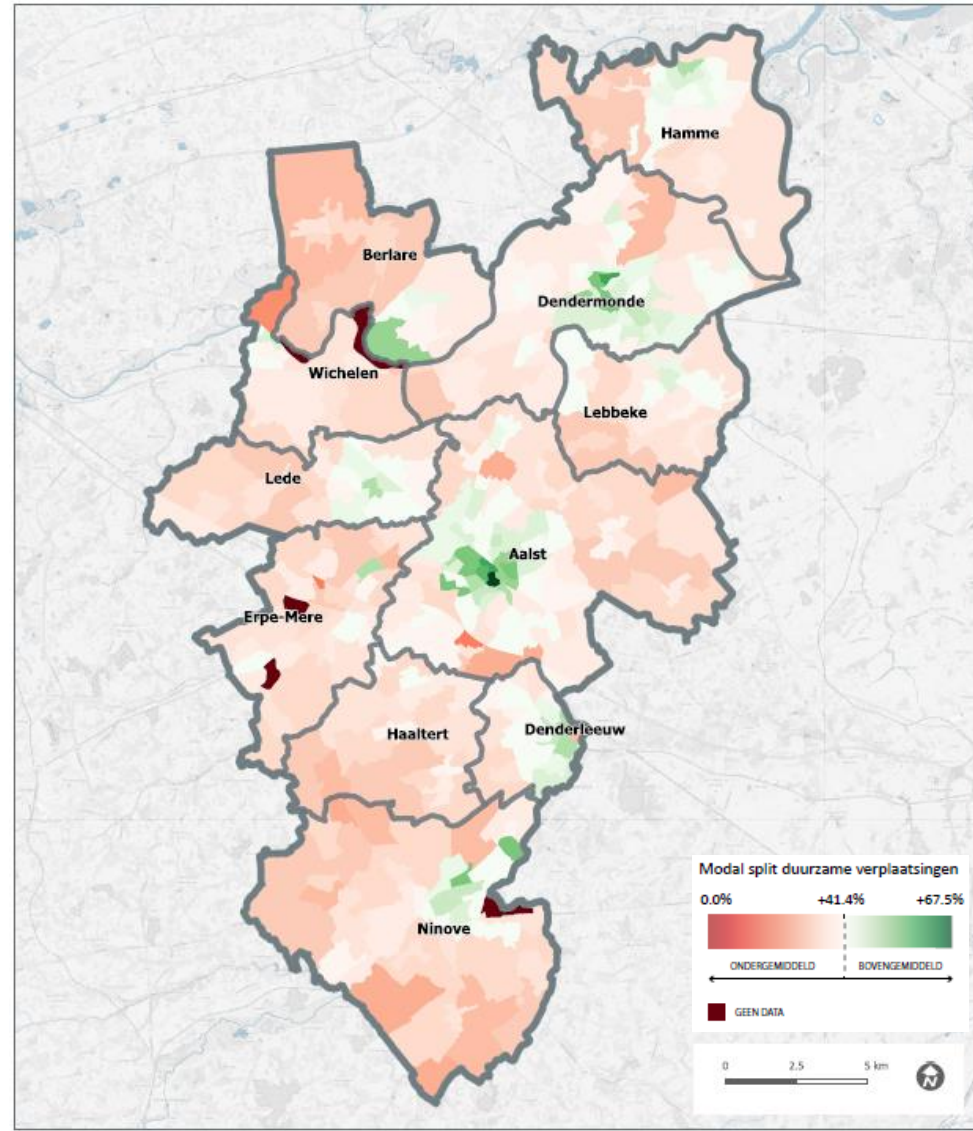 Hamme
Berlare
Dendermonde
Wichelen
Lebbeke
Lede
Aalst
Erpe-Mere
Haaltert
Denderleeuw
Ninove
Modal split duurzame verplaatsingen
0.0% +41.4% +67.5%
ONDERGEMIDDELD BOVENGEMIDDELD
GEEN DATA
0 2.5 5 km
N